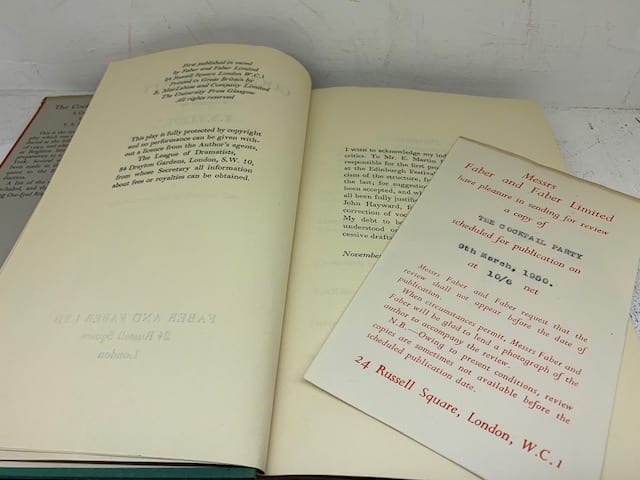 The Cock
First published in mcml
by Faber and Faber Limited
24 Russell Square London W.C.1
Printed in Great Britain by
R. MacLehose and Company Limited
The University Press Glasgow
All rights reserved
This play is fully protected by copyright
and no performance can be given with-
out a licence from the Author's agents,
The League of Dramatists,
84 Drayton Gardens, London, S.W. 10,
from whose Secretary all information
about fees or royalties can be obtained.
FABER AND FABER LTD
24 Russell Square
London
I wish to acknowledge my
critics. To Mr. E. Martin
responsible for the first
at the Edinburgh Festival
cisms of the structure,
the last; for suggestion
been accepted, and wh
all been fully justified
John Hayward, for
correction of vo
My debt to be
understood o
cessive draft
November
Messrs
Faber and Faber Limited
have pleasure in sending for review
a copy of
THE COCKTAIL PARTY
scheduled for publication on
9th March, 1950.
at 10/6 net
Messrs Faber and Faber request that the
review shall not appear before the date of
publication.
When circumstances permit, Messrs Faber and
Faber will be glad to lend a photograph of the
author to accompany the review.
N.B.—Owing to present conditions, review
copies are sometimes not available before the
scheduled publication date.
24 Russell Square, London, W.C.1